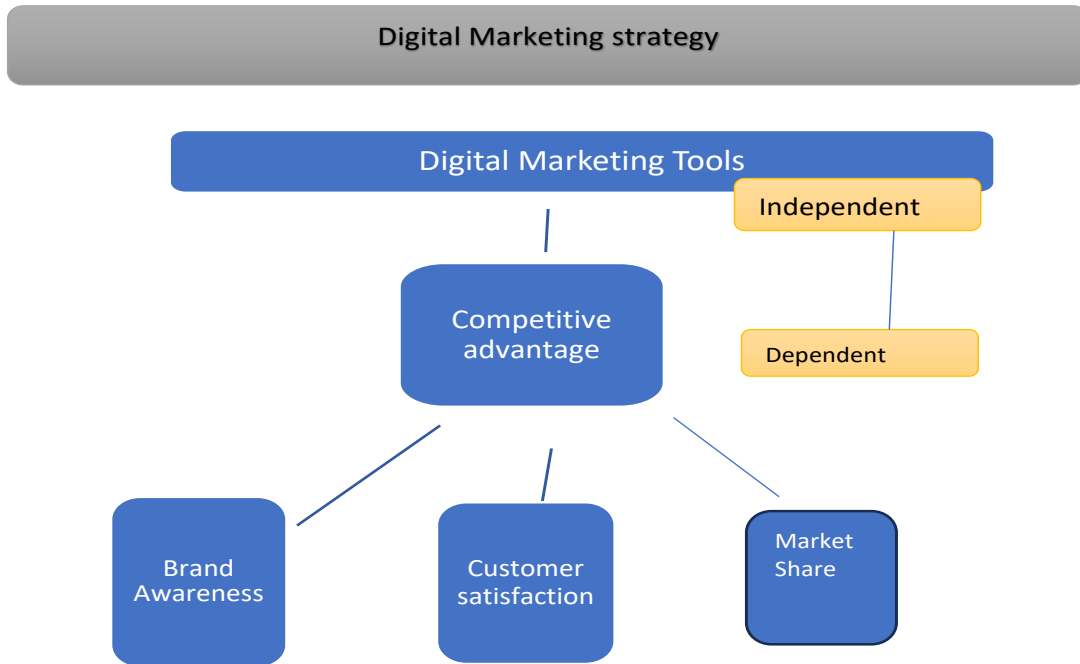 Digital Marketing strategy
Digital Marketing Tools
Independent
Competitive
advantage
Dependent
Brand
Awareness
Customer
satisfaction
Market
Share